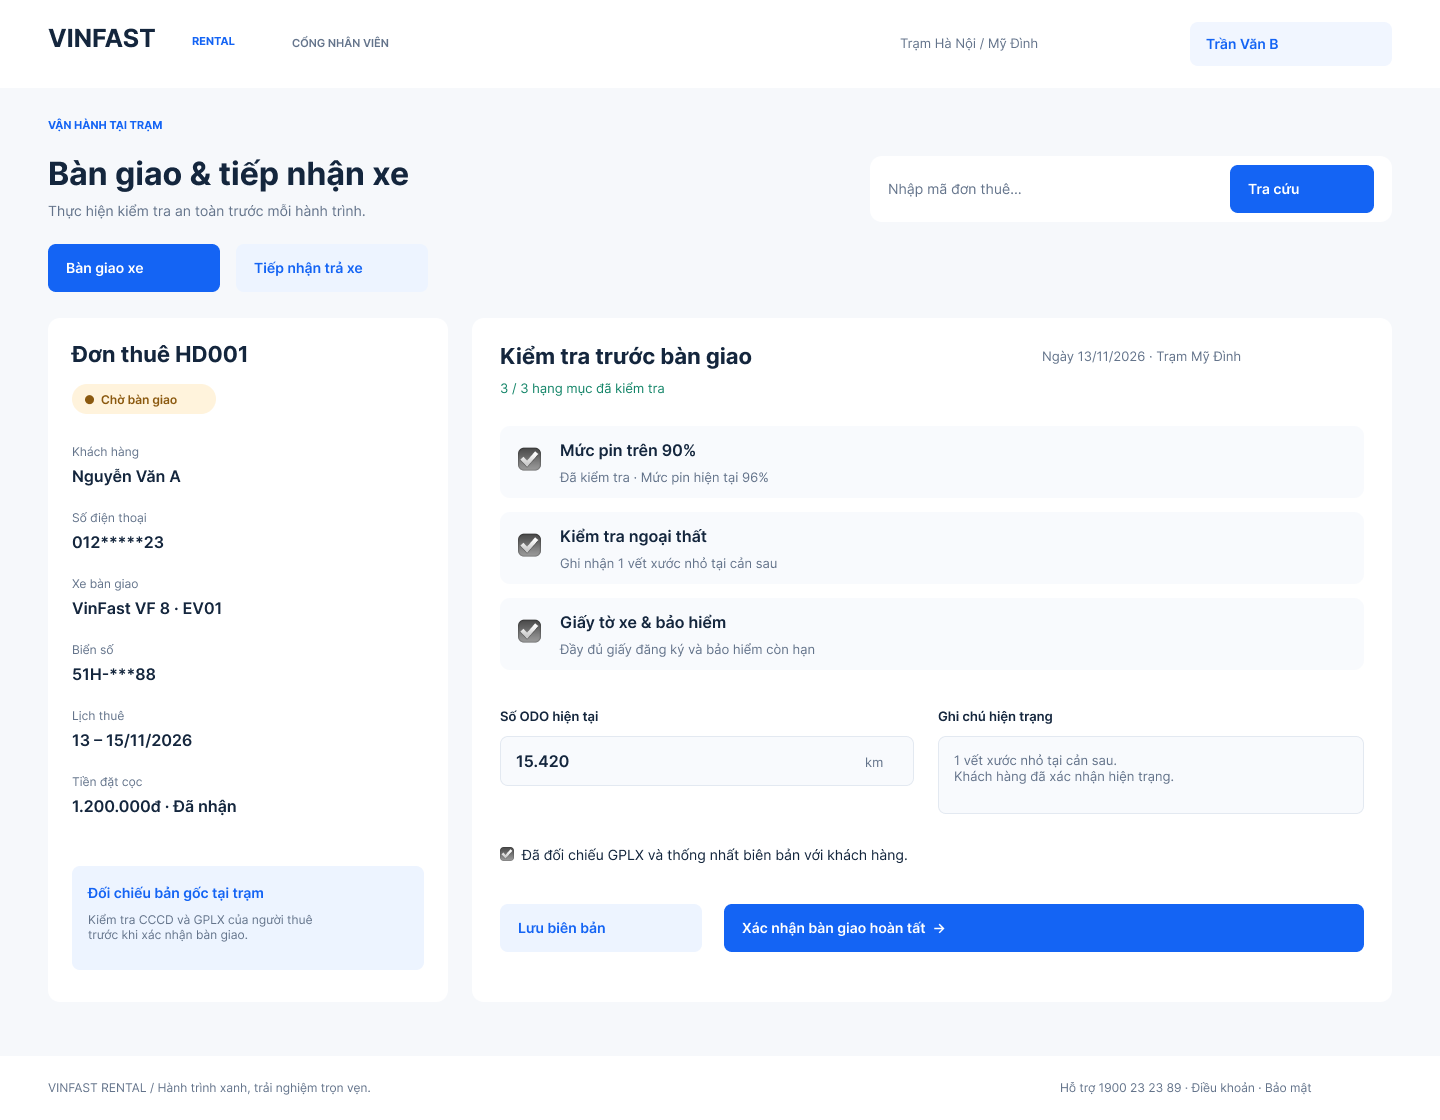 VINFAST
RENTAL
CỔNG NHÂN VIÊN
Trạm Hà Nội / Mỹ Đình
Trần Văn B
VẬN HÀNH TẠI TRẠM
Bàn giao & tiếp nhận xe
Thực hiện kiểm tra an toàn trước mỗi hành trình.
Nhập mã đơn thuê...
Tra cứu
Bàn giao xe
Tiếp nhận trả xe
Đơn thuê HD001
Chờ bàn giao
Khách hàng
Nguyễn Văn A
Số điện thoại
012*****23
Xe bàn giao
VinFast VF 8 · EV01
Biển số
51H-***88
Lịch thuê
13 – 15/11/2026
Tiền đặt cọc
1.200.000đ · Đã nhận
Đối chiếu bản gốc tại trạm
Kiểm tra CCCD và GPLX của người thuê
trước khi xác nhận bàn giao.
Kiểm tra trước bàn giao
Ngày 13/11/2026 · Trạm Mỹ Đình
3 / 3 hạng mục đã kiểm tra
Mức pin trên 90%
Đã kiểm tra · Mức pin hiện tại 96%
Kiểm tra ngoại thất
Ghi nhận 1 vết xước nhỏ tại cản sau
Giấy tờ xe & bảo hiểm
Đầy đủ giấy đăng ký và bảo hiểm còn hạn
Số ODO hiện tại
15.420
km
Ghi chú hiện trạng
1 vết xước nhỏ tại cản sau.
Khách hàng đã xác nhận hiện trạng.
Đã đối chiếu GPLX và thống nhất biên bản với khách hàng.
Lưu biên bản
Xác nhận bàn giao hoàn tất →
VINFAST RENTAL / Hành trình xanh, trải nghiệm trọn vẹn.
Hỗ trợ 1900 23 23 89 · Điều khoản · Bảo mật